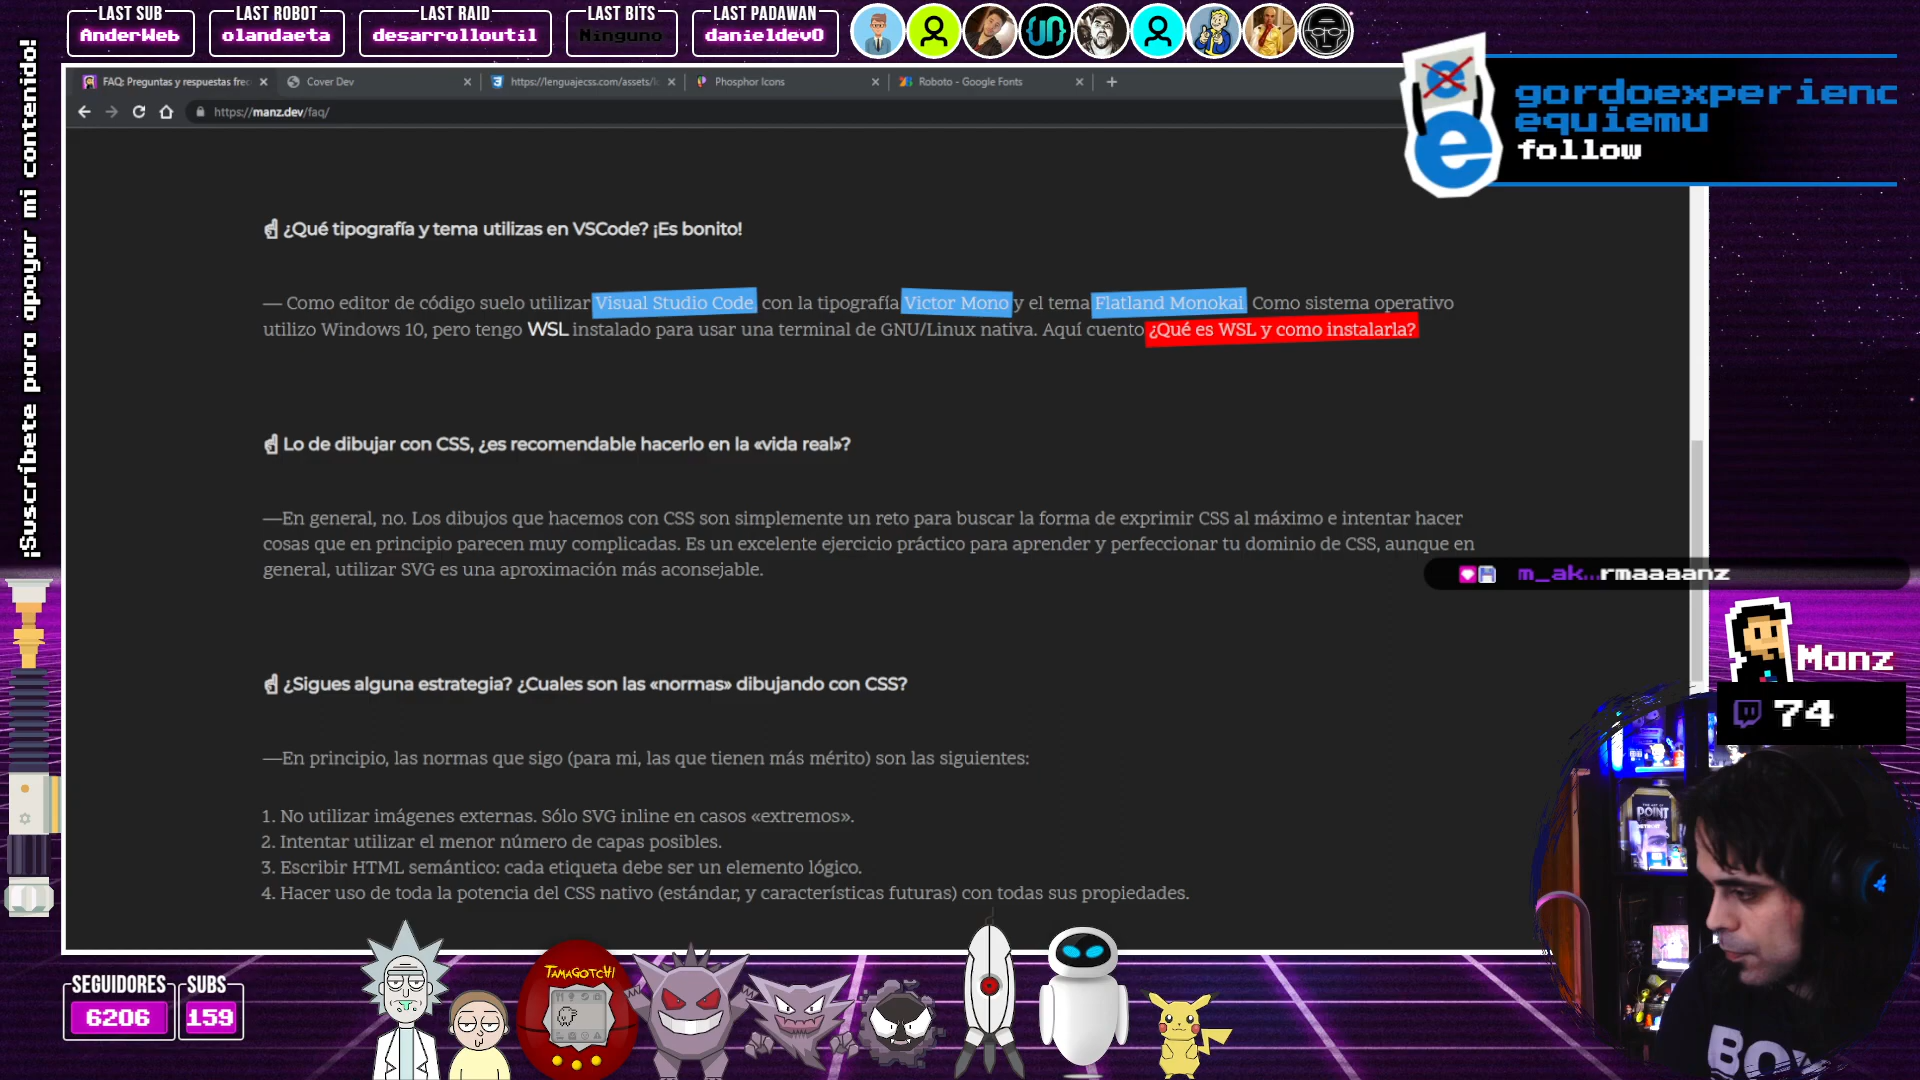 LAST SUB
AnderWeb
LAST ROBOT
olandaeta
LAST RAID
desarrolloutil
LAST BITS
Ninguno
LAST PADAWAN
danieldev0
¡Suscríbete para apoyar mi contenido!
FAQ: Preguntas y respuestas fre
Cover Dev
https://lenguajecss.com/assets/
Phosphor Icons
Roboto - Google Fonts
https://manz.dev/faq/
gordoexperienc
equiemu
follow
¿Qué tipografía y tema utilizas en VSCode? ¡Es bonito!
— Como editor de código suelo utilizar Visual Studio Code con la tipografía Victor Mono y el tema Flatland Monokai Como sistema operativo
utilizo Windows 10, pero tengo WSL instalado para usar una terminal de GNU/Linux nativa. Aquí cuento ¿Qué es WSL y como instalarla?
Lo de dibujar con CSS, ¿es recomendable hacerlo en la «vida real»?
—En general, no. Los dibujos que hacemos con CSS son simplemente un reto para buscar la forma de exprimir CSS al máximo e intentar hacer
cosas que en principio parecen muy complicadas. Es un excelente ejercicio práctico para aprender y perfeccionar tu dominio de CSS, aunque en
general, utilizar SVG es una aproximación más aconsejable.
m_ak...rmaaaanz
Manz
74
¿Sigues alguna estrategia? ¿Cuales son las «normas» dibujando con CSS?
—En principio, las normas que sigo (para mi, las que tienen más mérito) son las siguientes:
1. No utilizar imágenes externas. Sólo SVG inline en casos «extremos».
2. Intentar utilizar el menor número de capas posibles.
3. Escribir HTML semántico: cada etiqueta debe ser un elemento lógico.
4. Hacer uso de toda la potencia del CSS nativo (estándar, y características futuras) con todas sus propiedades.
POINT
SEGUIDORES
6206
SUBS
159
TAMAGOTCHI